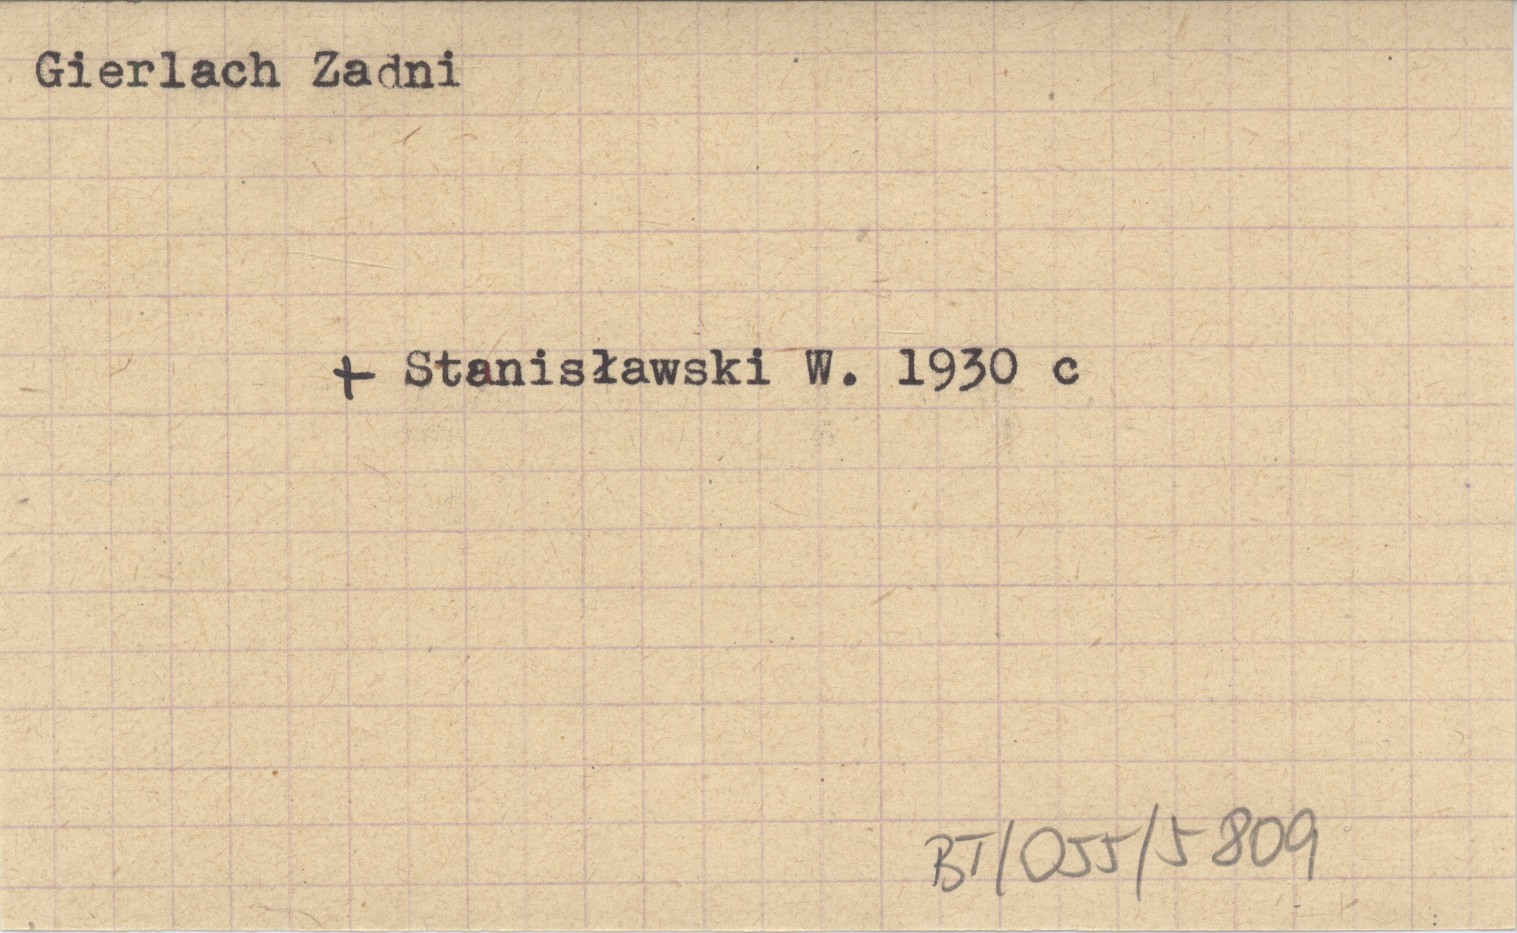 Gierlach Zadni
+ Stanisławski W. 1930 c
BT/055/5809